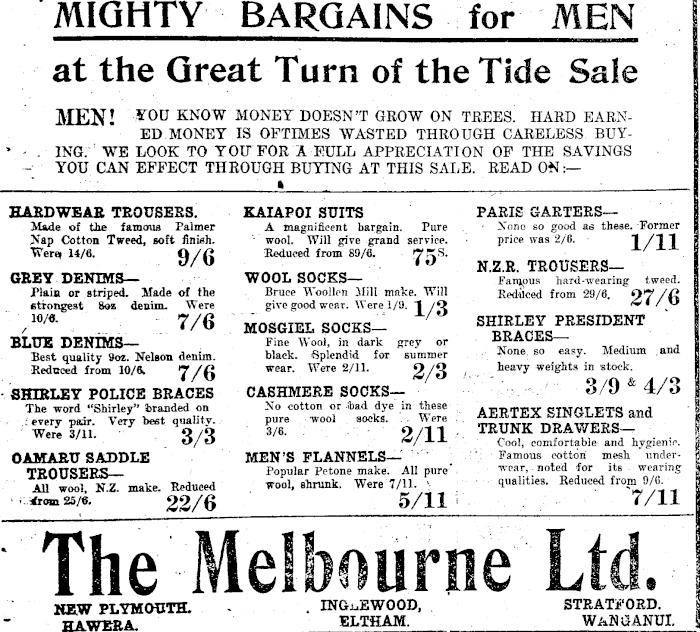 MIGHTY BARGAINS for MEN
at the Great Turn of the Tide Sale
MEN! YOU KNOW MONEY DOESN'T GROW ON TREES. HARD EARN-
ED MONEY IS OFTIMES WASTED THROUGH CARELESS BUY-
ING. WE LOOK TO YOU FOR A FULL APPRECIATION OF THE SAVINGS
YOU CAN EFFECT THROUGH BUYING AT THIS SALE. READ ON:—
HARDWEAR TROUSERS.
Made of the famous Palmer
Nap Cotton Tweed, soft finish.
Were 14/6. 9/6
GREY DENIMS—
Plain or striped. Made of the
strongest 8oz denim. Were
10/6. 7/6
BLUE DENIMS—
Best quality 9oz. Nelson denim.
Reduced from 10/6. 7/6
SHIRLEY POLICE BRACES
The word "Shirley" branded on
every pair. Very best quality.
Were 3/11. 3/3
OAMARU SADDLE
TROUSERS—
All wool, N.Z. make. Reduced
from 25/6. 22/6
KAIAPOI SUITS
A magnificent bargain. Pure
wool. Will give grand service.
Reduced from 89/6. 75s.
WOOL SOCKS—
Bruce Woollen Mill make. Will
give good wear. Were 1/9. 1/3
MOSGIEL SOCKS—
Fine Wool, in dark grey or
black. Splendid for summer
wear. Were 2/11. 2/3
CASHMERE SOCKS—
No cotton or bad dye in these
pure wool socks. Were
3/6. 2/11
MEN'S FLANNELS—
Popular Petone make. All pure
wool, shrunk. Were 7/11.
5/11
PARIS GARTERS—
None so good as these. Former
price was 2/6. 1/11
N.Z.R. TROUSERS—
Famous hard-wearing tweed.
Reduced from 29/6. 27/6
SHIRLEY PRESIDENT
BRACES—
None so easy. Medium and
heavy weights in stock.
3/9 & 4/3
AERTEX SINGLETS and
TRUNK DRAWERS—
Cool, comfortable and hygienic.
Famous cotton mesh under-
wear, noted for its wearing
qualities. Reduced from 9/6.
7/11
The Melbourne Ltd.
NEW PLYMOUTH. INGLEWOOD, STRATFORD.
HAWERA. ELTHAM. WANGANUI.